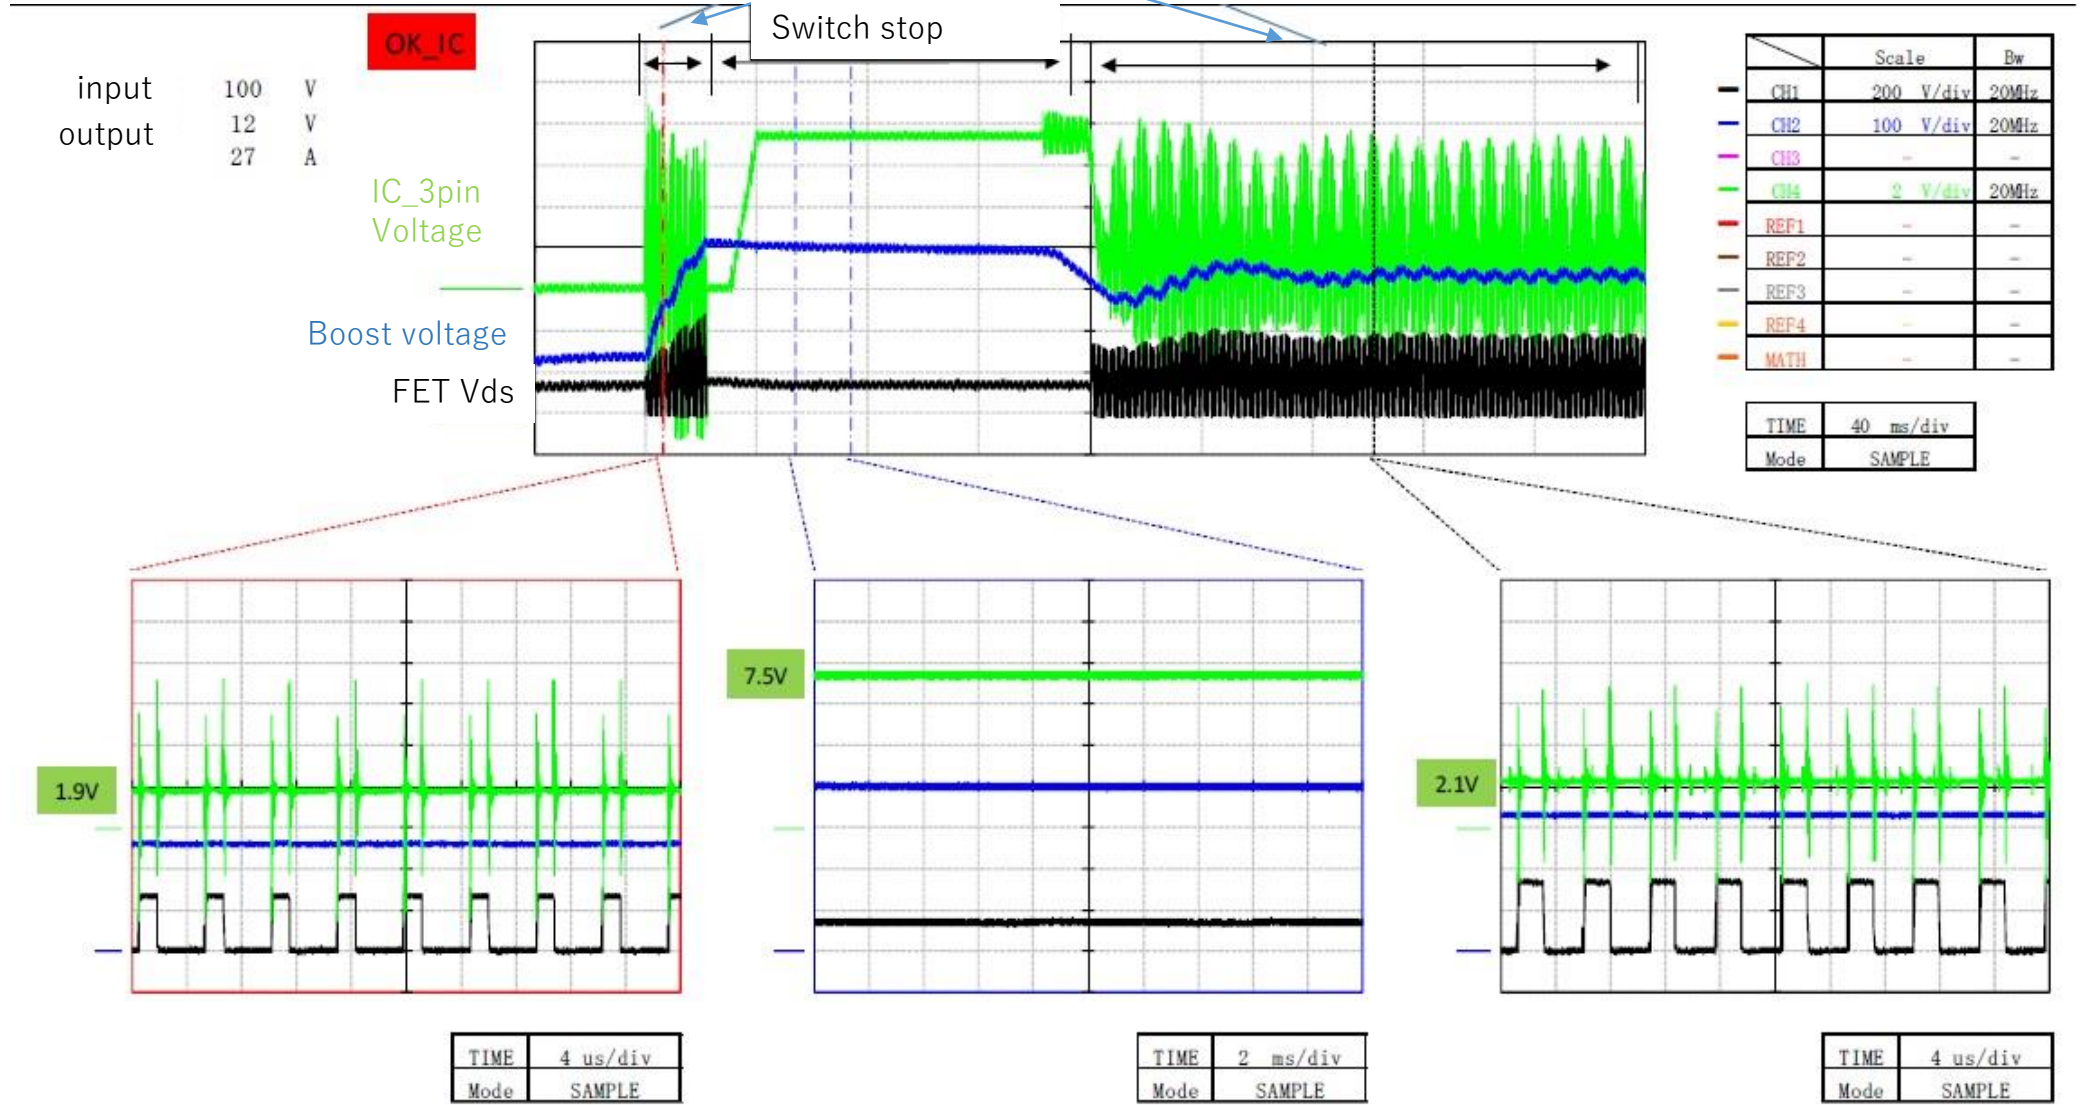 Switch stop
OK_IC
input 100 V
output 12 V
27 A
IC_3pin
Voltage
Boost voltage
FET Vds
Scale Bw
CH1 200 V/div 20MHz
CH2 100 V/div 20MHz
CH3 - -
CH4 2 V/div 20MHz
REF1 - -
REF2 - -
REF3 - -
REF4 - -
MATH - -
TIME 40 ms/div
Mode SAMPLE
1.9V
7.5V
2.1V
TIME 4 us/div
Mode SAMPLE
TIME 2 ms/div
Mode SAMPLE
TIME 4 us/div
Mode SAMPLE